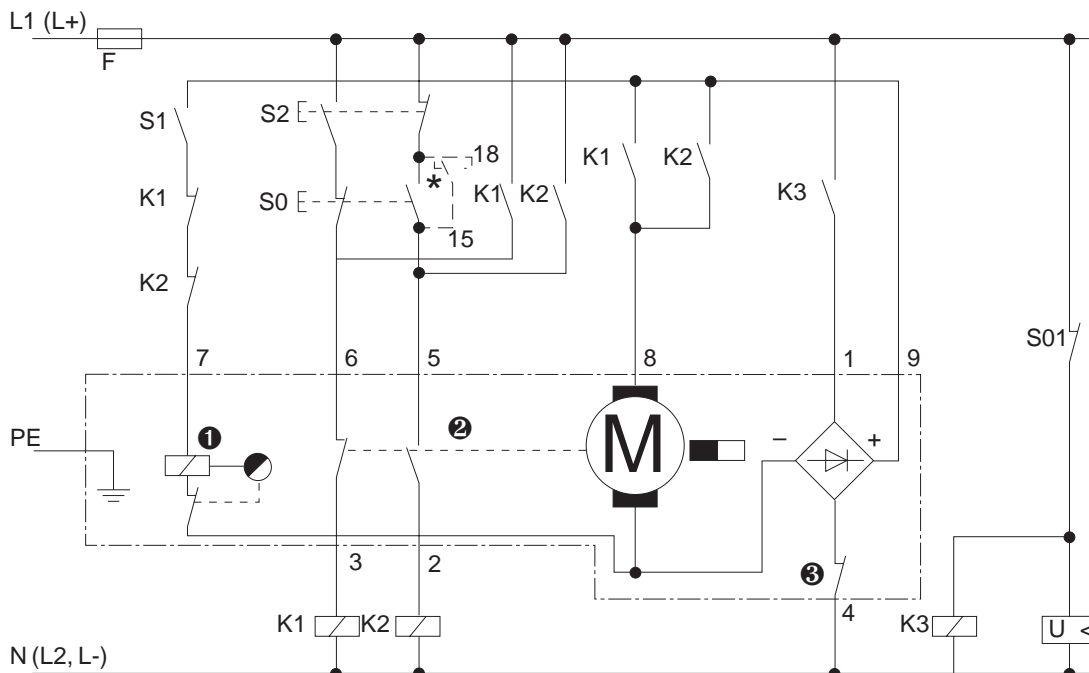 L1 (L+)
F
S1
S2
18
K1
K2
K1
*
K1
K2
K3
S0
15
K2
S01
7
6
5
8
1
9
PE
❶
❷
M
–
+
3
2
❸
4
K1
K2
K3
U <
N (L2, L-)